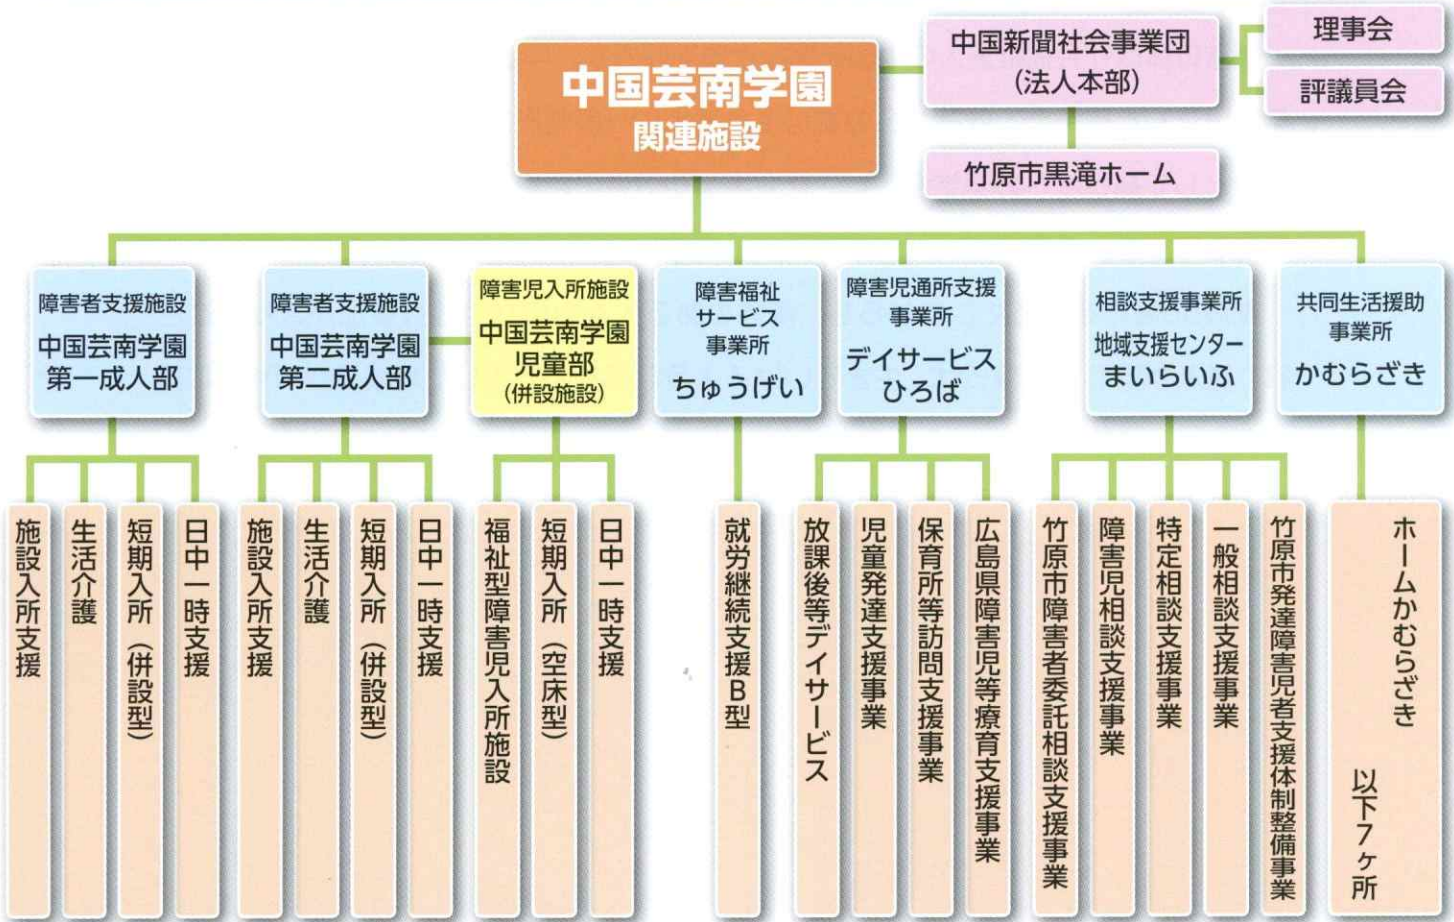 中国芸南学園
関連施設
中国新聞社会事業団
(法人本部)
理事会
評議員会
竹原市黒滝ホーム
障害者支援施設
中国芸南学園
第一成人部
障害者支援施設
中国芸南学園
第二成人部
障害児入所施設
中国芸南学園
児童部
(併設施設)
障害福祉
サービス
事業所
ちゅうげい
障害児通所支援
事業所
デイサービス
ひろば
相談支援事業所
地域支援センター
まいらいふ
共同生活援助
事業所
かむらざき
施設入所支援
生活介護
短期入所(併設型)
日中一時支援
施設入所支援
生活介護
短期入所(併設型)
日中一時支援
福祉型障害児入所施設
短期入所(空床型)
日中一時支援
就労継続支援B型
放課後等デイサービス
児童発達支援事業
保育所等訪問支援事業
広島県障害児等療育支援事業
竹原市障害者委託相談支援事業
障害児相談支援事業
特定相談支援事業
一般相談支援事業
竹原市発達障害児者支援体制整備事業
ホームかむらざき
以下7ヶ所